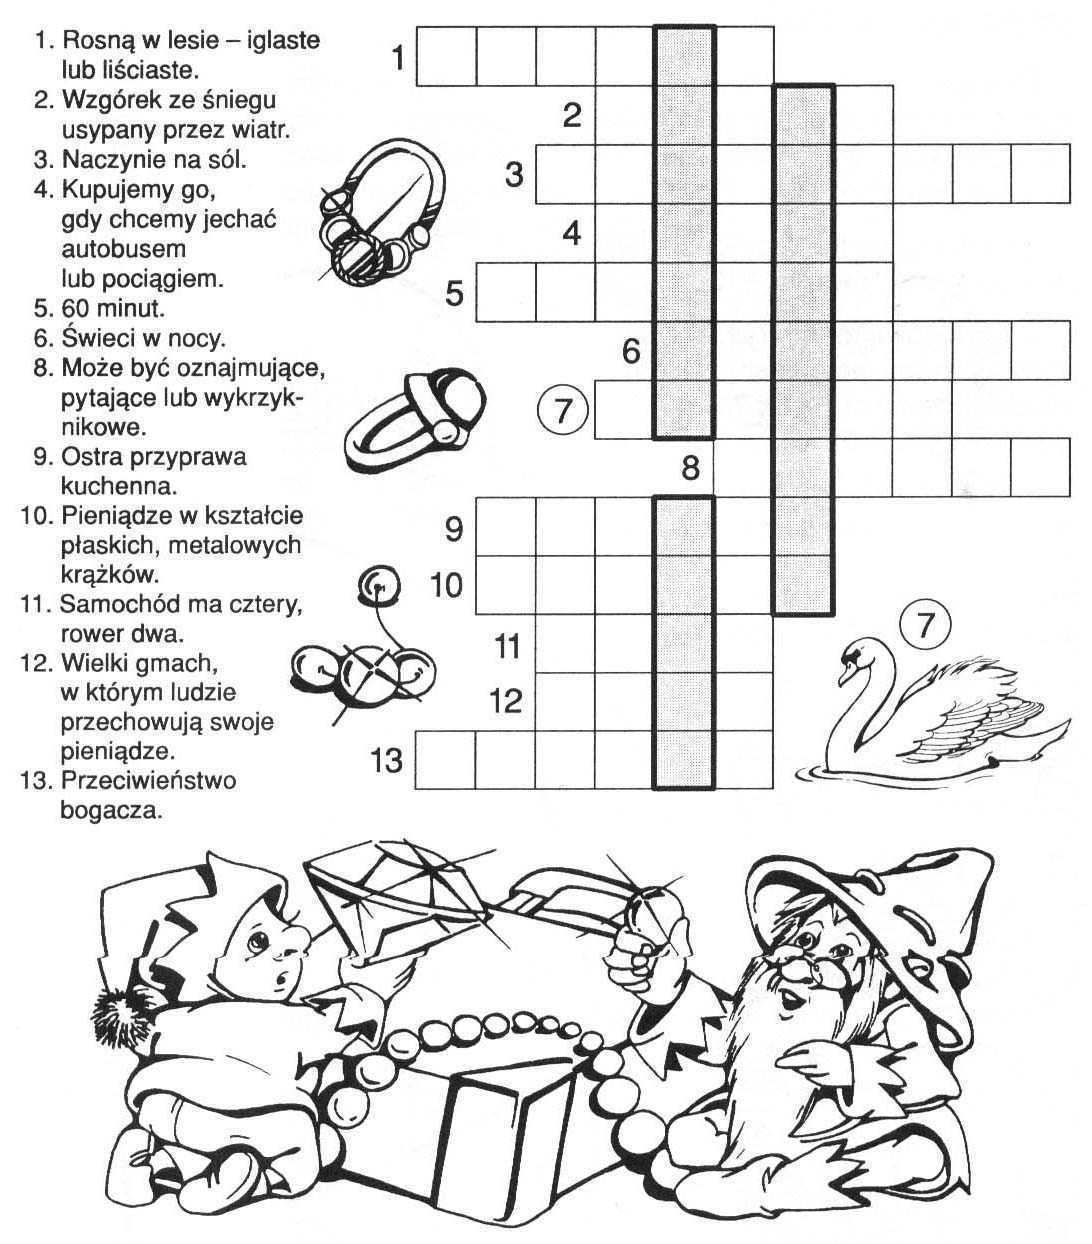 1. Rosną w lesie – iglaste
lub liściaste.
2. Wzgórek ze śniegu
usypany przez wiatr.
3. Naczynie na sól.
4. Kupujemy go,
gdy chcemy jechać
autobusem
lub pociągiem.
5. 60 minut.
6. Świeci w nocy.
8. Może być oznajmujące,
pytające lub wykrzyk-
nikowe.
9. Ostra przyprawa
kuchenna.
10. Pieniądze w kształcie
płaskich, metalowych
krążków.
11. Samochód ma cztery,
rower dwa.
12. Wielki gmach,
w którym ludzie
przechowują swoje
pieniądze.
13. Przeciwieństwo
bogacza.
1
2
3
4
5
6
7
8
9
10
11
12
13
7